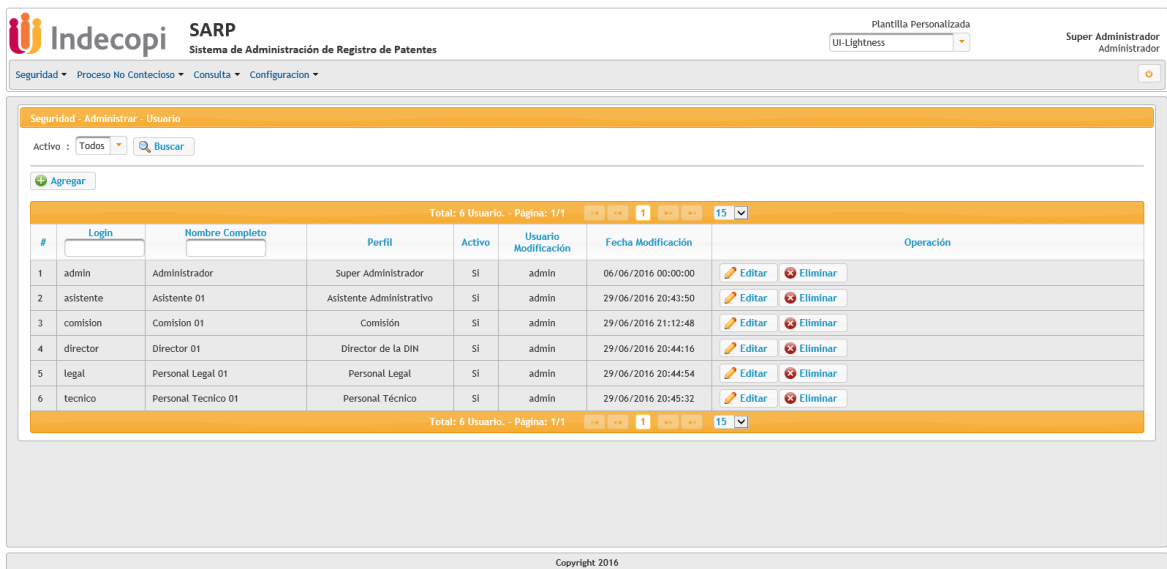 Indecopi
SARP
Sistema de Administración de Registro de Patentes
Plantilla Personalizada
UI-Lightness
Super Administrador
Administrador
Seguridad Proceso No Contecioso Consulta Configuracion
Seguridad - Administrar - Usuario
Activo : Todos Buscar
Agregar
Total: 6 Usuario. - Página: 1/1 1 15
# Login Nombre Completo Perfil Activo Usuario Modificación Fecha Modificación Operación
1 admin Administrador Super Administrador Si admin 06/06/2016 00:00:00 Editar Eliminar
2 asistente Asistente 01 Asistente Administrativo Si admin 29/06/2016 20:43:50 Editar Eliminar
3 comision Comision 01 Comisión Si admin 29/06/2016 21:12:48 Editar Eliminar
4 director Director 01 Director de la DIN Si admin 29/06/2016 20:44:16 Editar Eliminar
5 legal Personal Legal 01 Personal Legal Si admin 29/06/2016 20:44:54 Editar Eliminar
6 tecnico Personal Tecnico 01 Personal Técnico Si admin 29/06/2016 20:45:32 Editar Eliminar
Total: 6 Usuario. - Página: 1/1 1 15
Copyright 2016